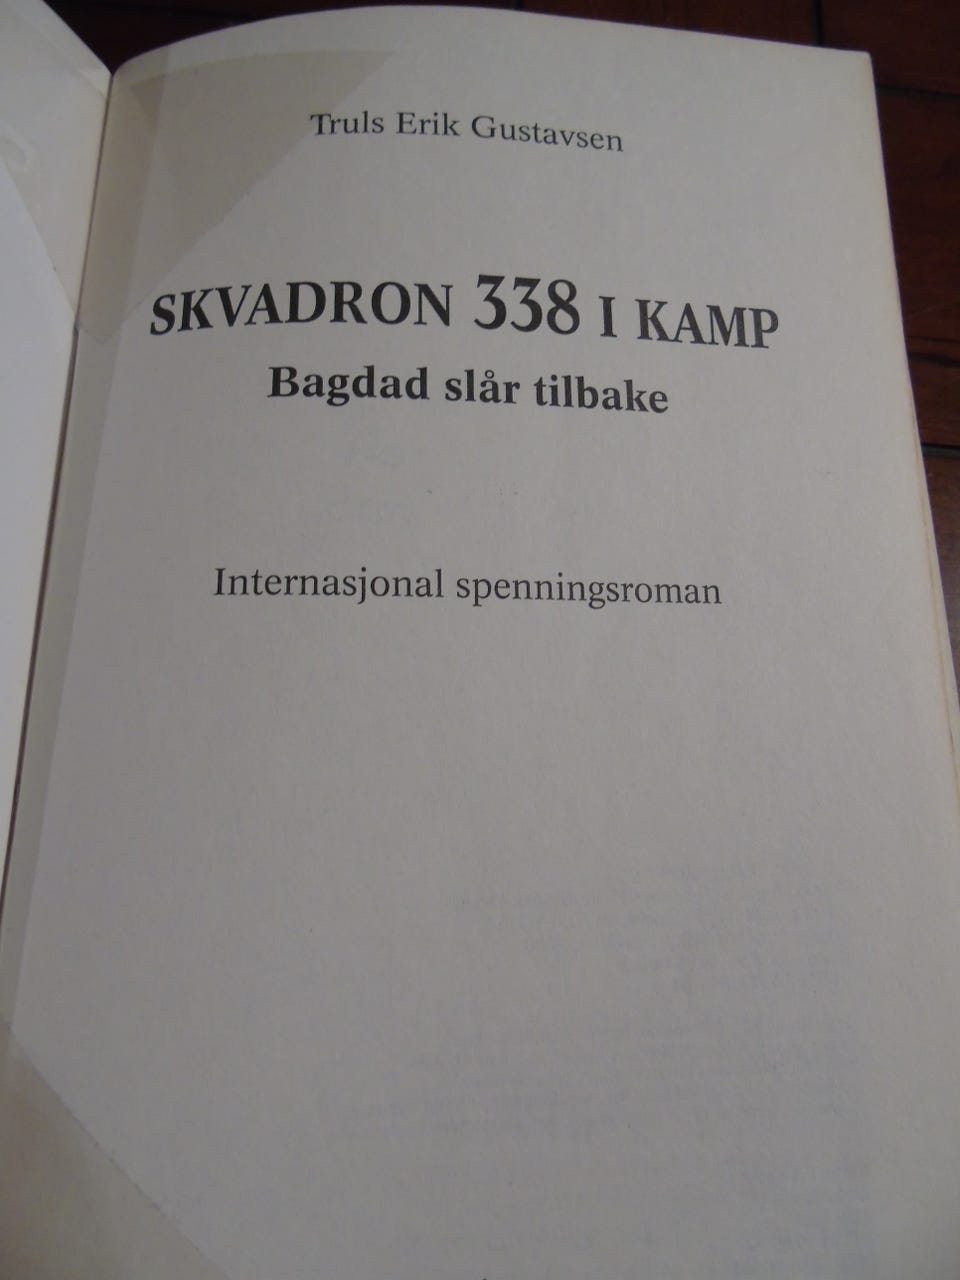 Truls Erik Gustavsen
SKVADRON 338 I KAMP
Bagdad slår tilbake
Internasjonal spenningsroman